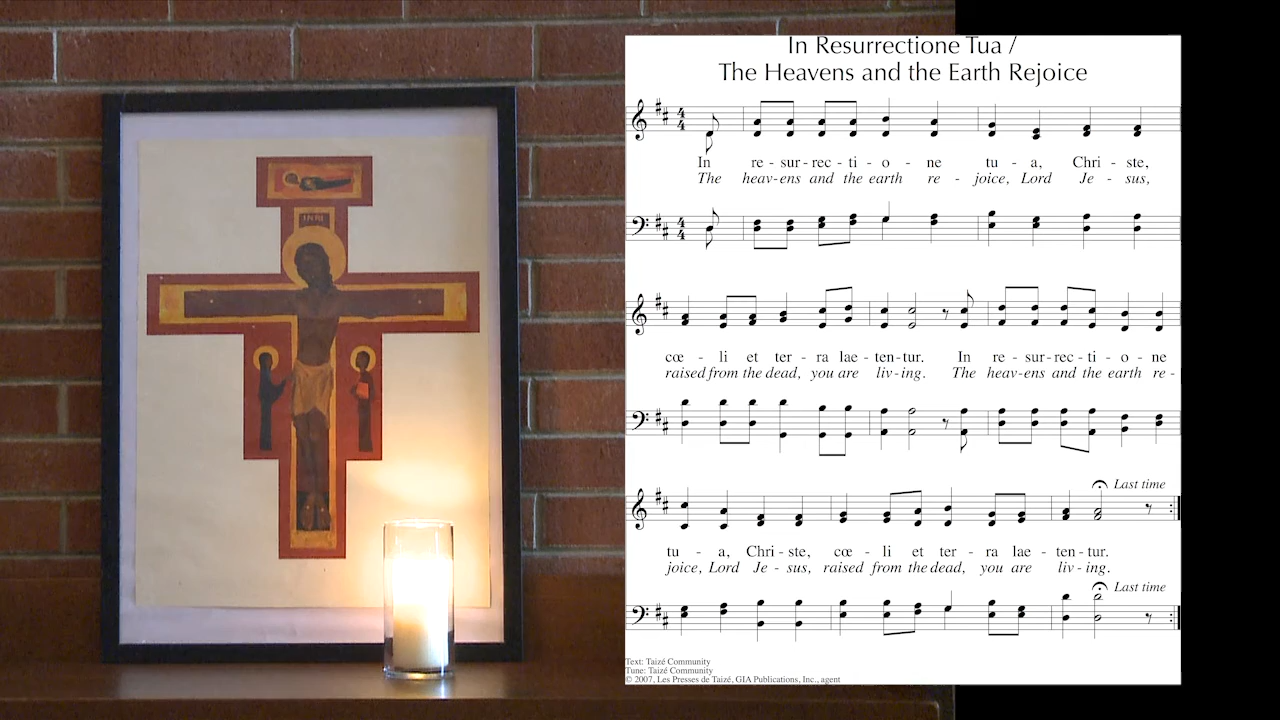 INRI
In Resurrectione Tua /
The Heavens and the Earth Rejoice
In re - sur - rec - ti - o - ne tu - a, Chri - ste,
The heav - ens and the earth re - joice, Lord Je - sus,
cœ - li et ter - ra lae - ten - tur. In re - sur - rec - ti - o - ne
raised from the dead, you are liv - ing. The heav - ens and the earth re -
Last time
tu - a, Chri - ste, cœ - li et ter - ra lae - ten - tur.
joice, Lord Je - sus, raised from the dead, you are liv - ing.
Last time
Text: Taizé Community
Tune: Taizé Community
© 2007, Les Presses de Taizé, GIA Publications, Inc., agent